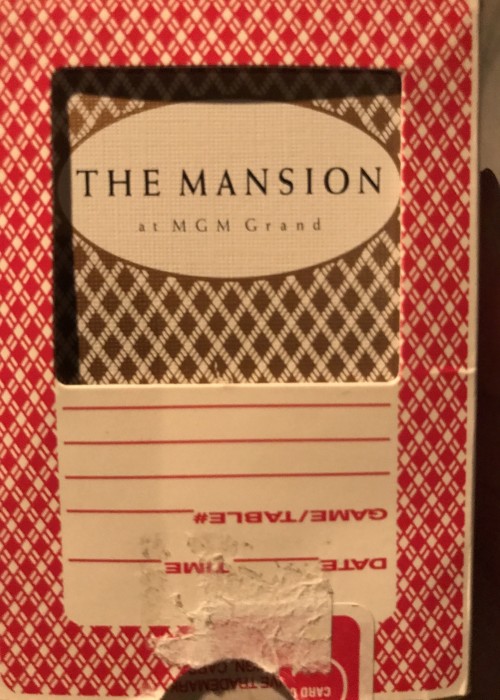 THE MANSION
at MGM Grand
GAME/TABLE#
DATE TIME